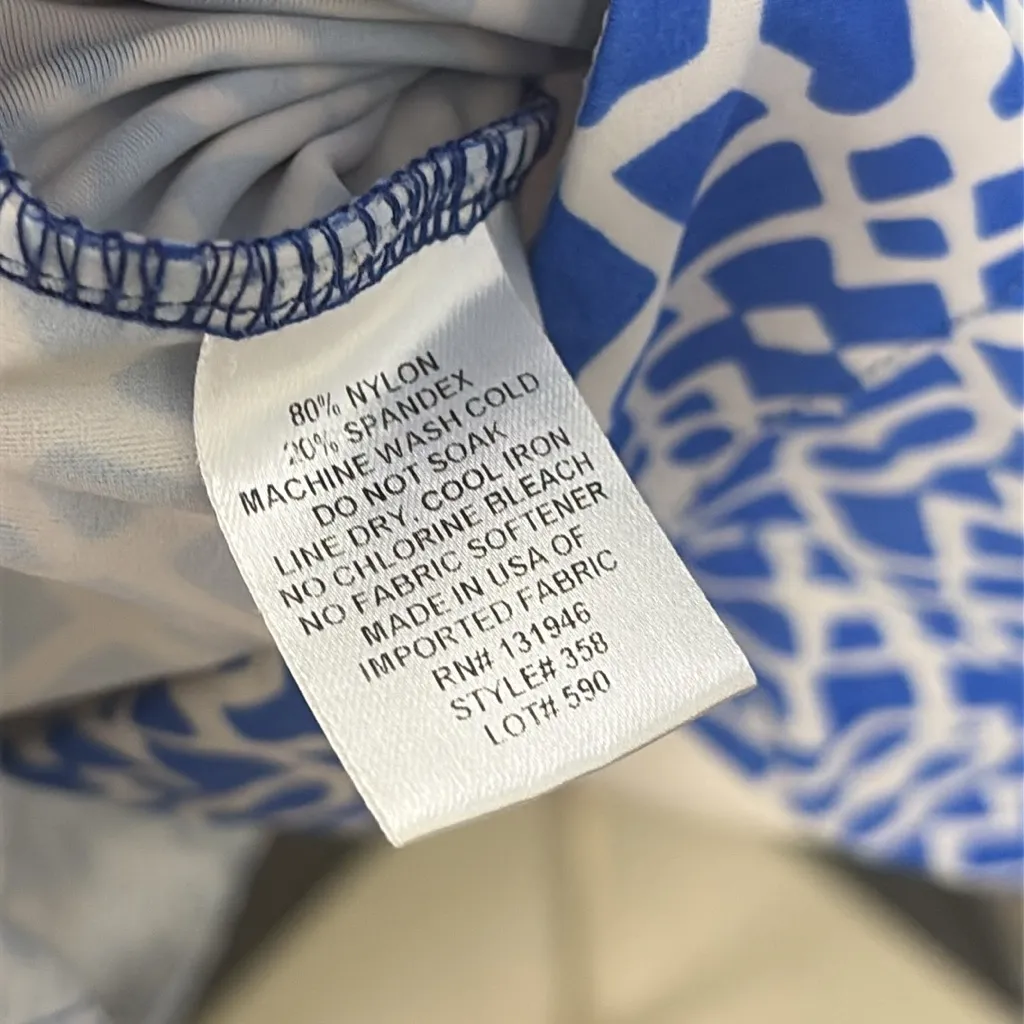 80% NYLON
20% SPANDEX
MACHINE WASH COLD
DO NOT SOAK
LINE DRY. COOL IRON
NO CHLORINE BLEACH
NO FABRIC SOFTENER
MADE IN USA OF
IMPORTED FABRIC
RN# 131946
STYLE# 358
LOT# 590